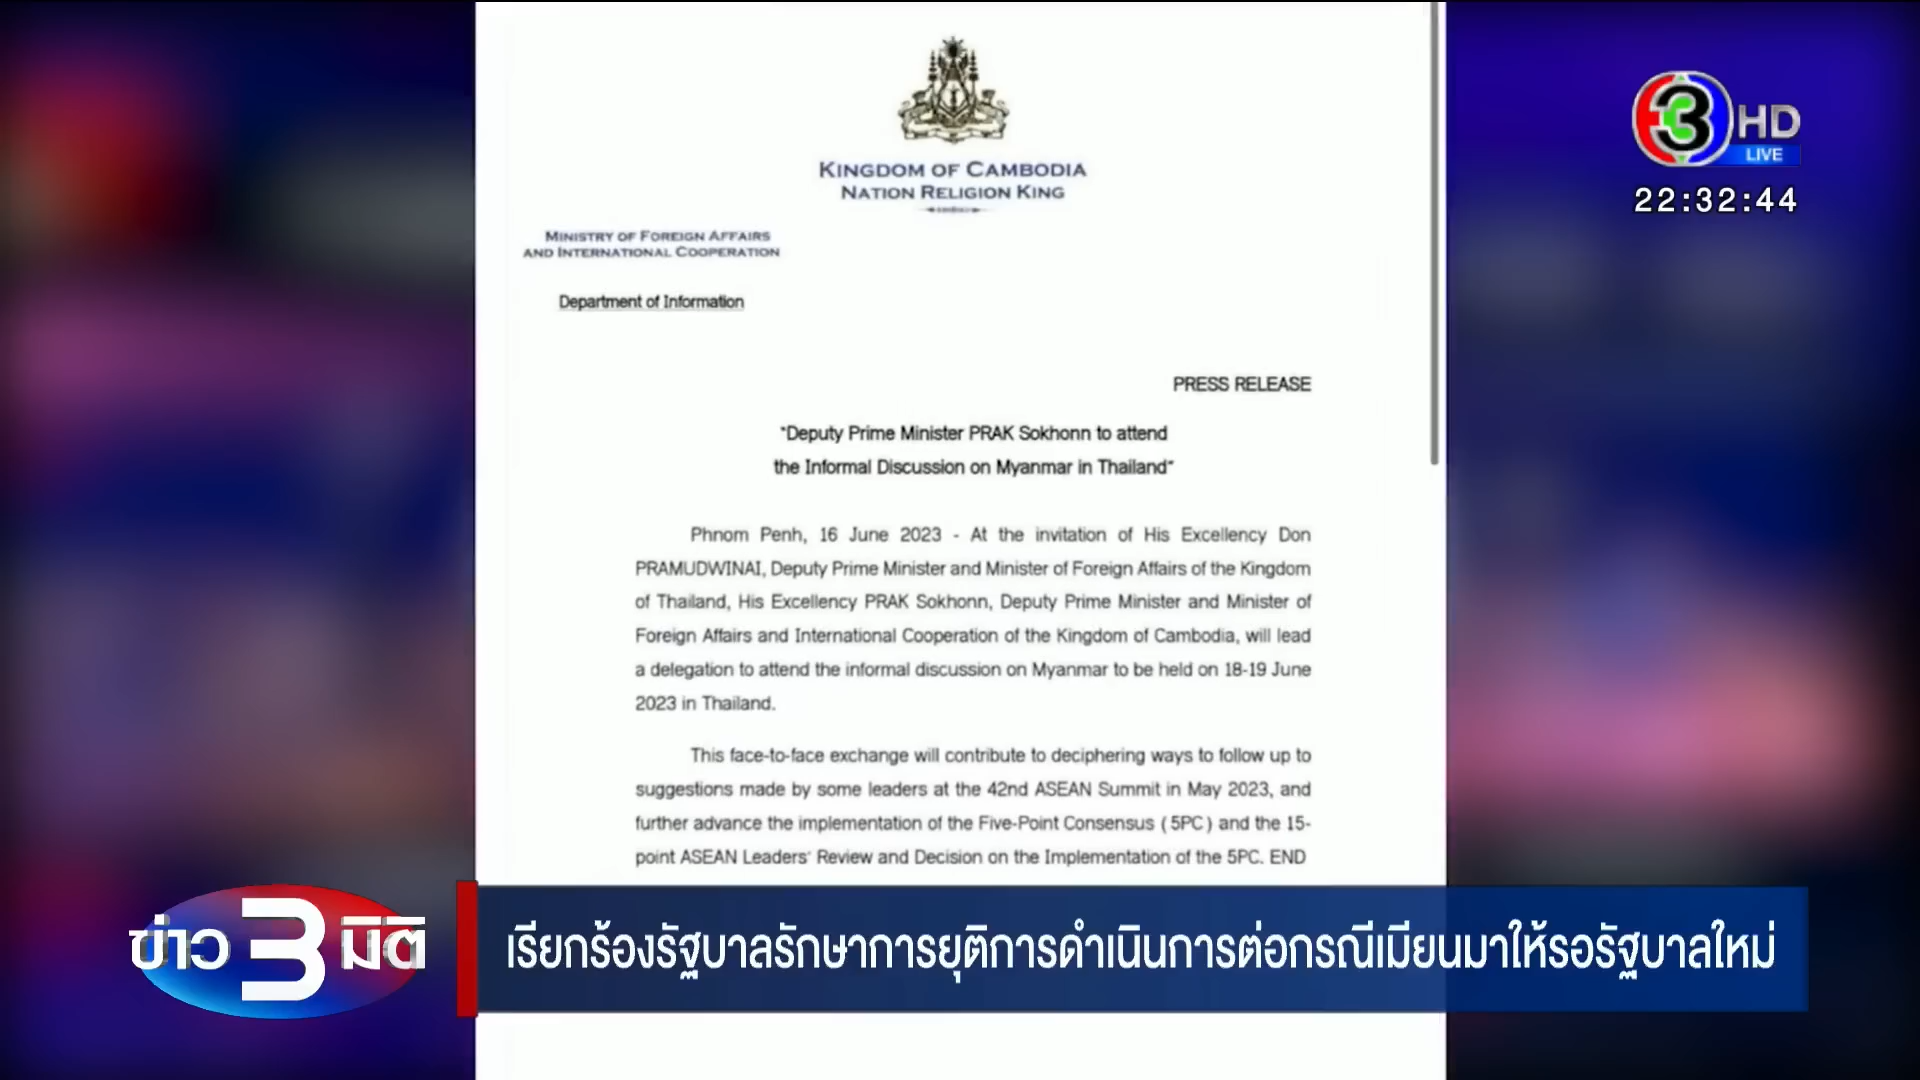 KINGDOM OF CAMBODIA
NATION RELIGION KING
MINISTRY OF FOREIGN AFFAIRS
AND INTERNATIONAL COOPERATION
Department of Information
PRESS RELEASE
"Deputy Prime Minister PRAK Sokhonn to attend
the Informal Discussion on Myanmar in Thailand"
Phnom Penh, 16 June 2023 - At the invitation of His Excellency Don
PRAMUDWINAI, Deputy Prime Minister and Minister of Foreign Affairs of the Kingdom
of Thailand, His Excellency PRAK Sokhonn, Deputy Prime Minister and Minister of
Foreign Affairs and International Cooperation of the Kingdom of Cambodia, will lead
a delegation to attend the informal discussion on Myanmar to be held on 18-19 June
2023 in Thailand.
This face-to-face exchange will contribute to deciphering ways to follow up to
suggestions made by some leaders at the 42nd ASEAN Summit in May 2023, and
further advance the implementation of the Five-Point Consensus (5PC) and the 15-
point ASEAN Leaders' Review and Decision on the Implementation of the 5PC. END
3 HD
LIVE
22:32:44
ข่าว 3 มิติ
เรียกร้องรัฐบาลรักษาการยุติการดำเนินการต่อกรณีเมียนมาให้รอรัฐบาลใหม่